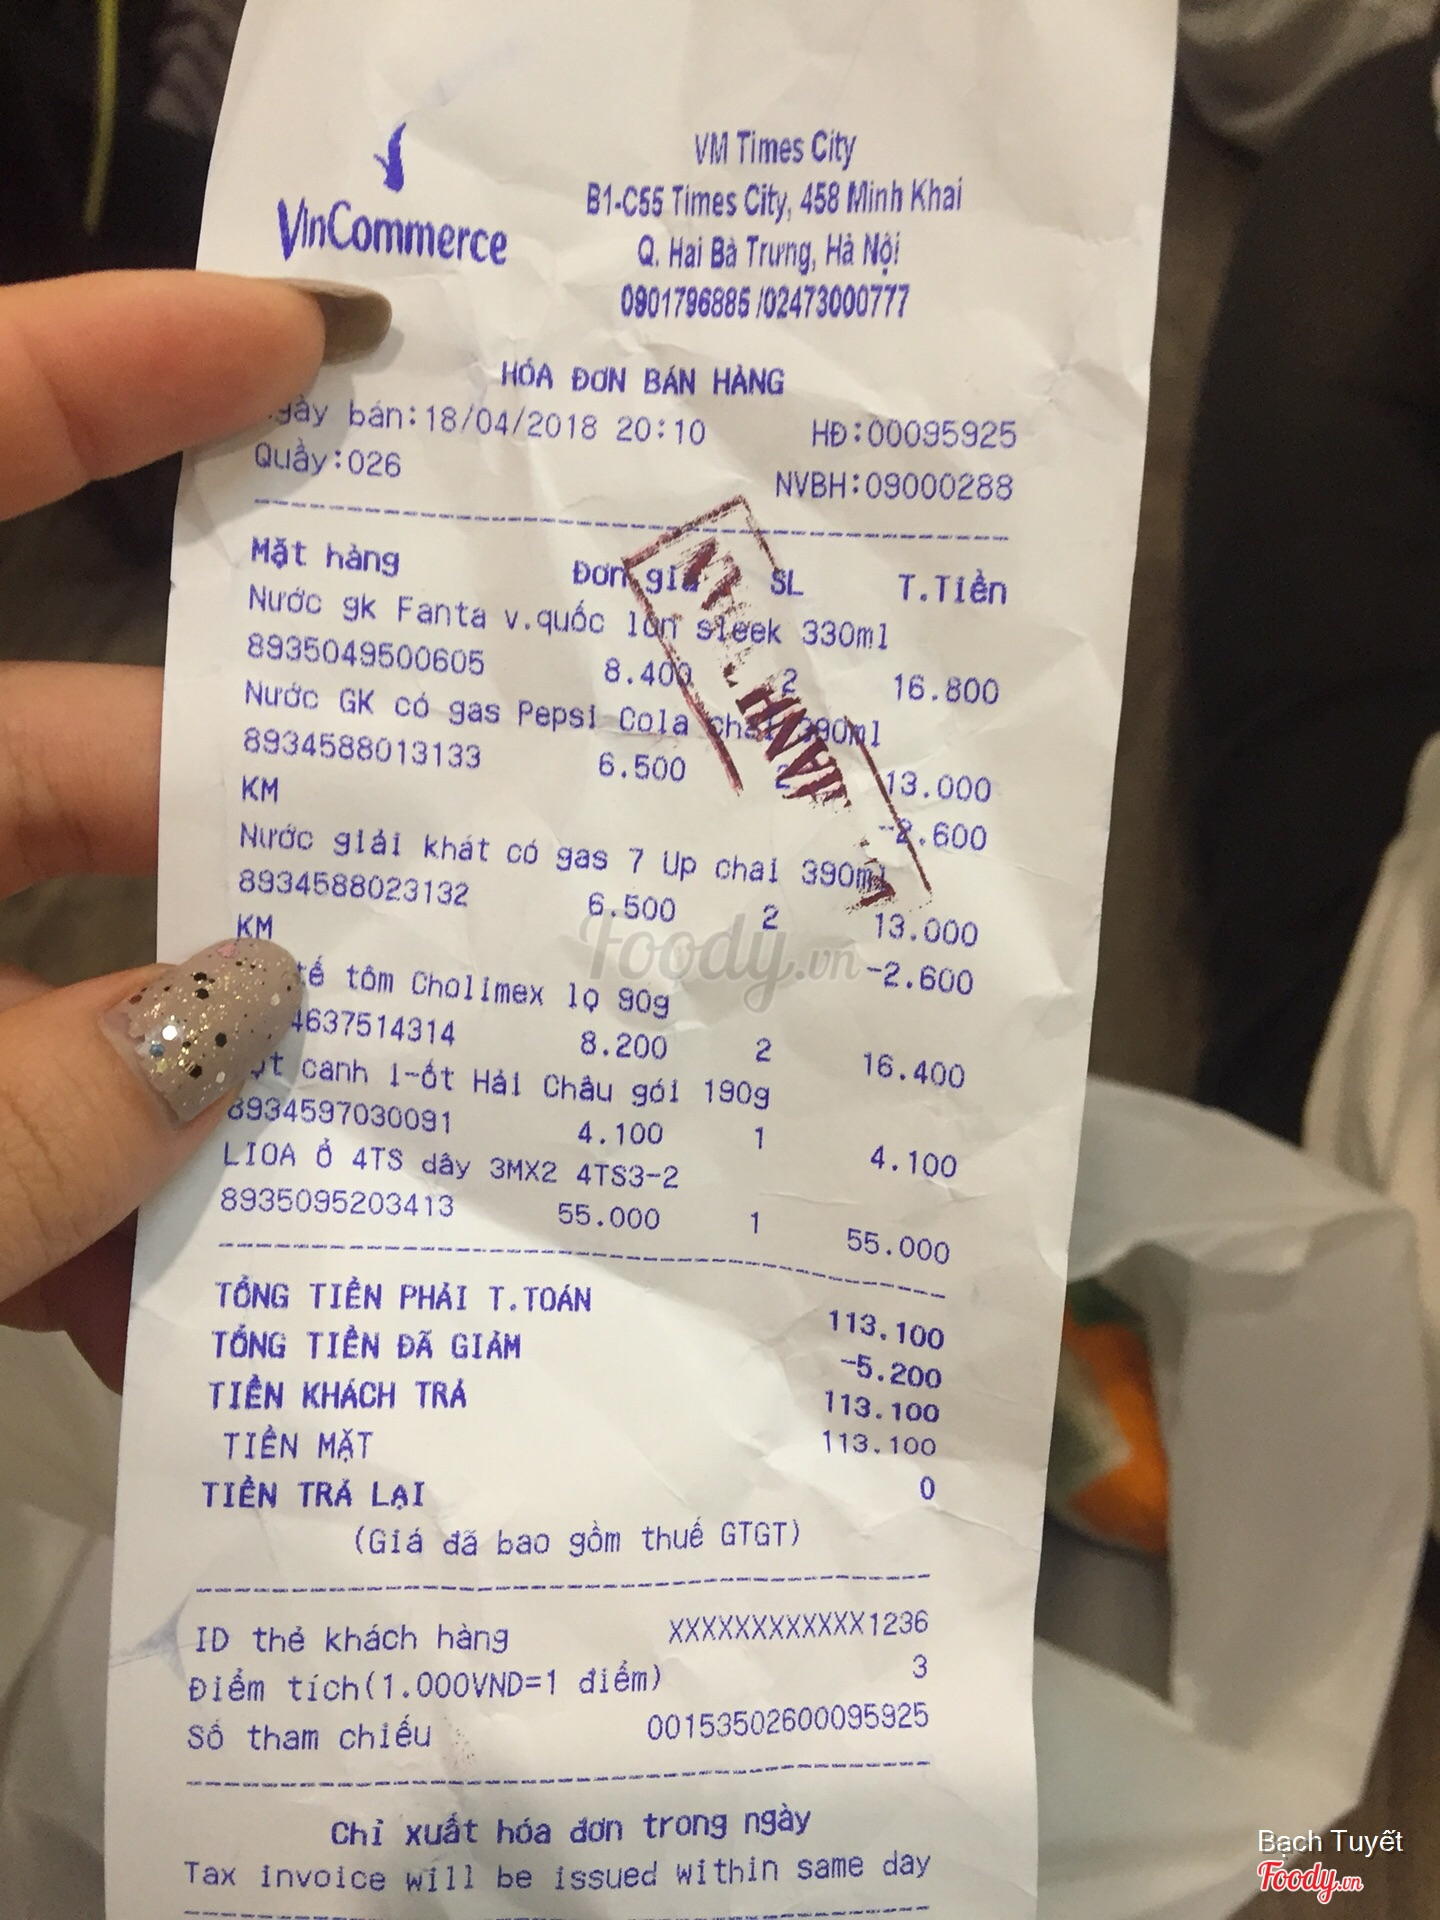 VinCommerce
VM Times City
B1-C55 Times City, 458 Minh Khai
Q. Hai Bà Trưng, Hà Nội
0901796885 /02473000777
HÓA ĐƠN BÁN HÀNG
bán:18/04/2018 20:10 HĐ:00095925
Quầy:026 NVBH:09000288
Mặt hàng Đơn giá SL T.Tiền
Nước gk Fanta v.quốc lon sleek 330ml
8935049500605 8.400 2 16.800
Nước GK có gas Pepsi Cola chai 390ml
8934588013133 6.500 2 13.000
KM -2.600
Nước giải khát có gas 7 Up chai 390ml
8934588023132 6.500 2 13.000
KM -2.600
tôm Cholimex lọ 90g
4637514314 8.200 2 16.400
canh I-ốt Hải Châu gói 190g
8934597030091 4.100 1 4.100
LIOA Ổ 4TS dây 3MX2 4TS3-2
8935095203413 55.000 1 55.000
TỔNG TIỀN PHẢI T.TOÁN 113.100
TỔNG TIỀN ĐÃ GIẢM -5.200
TIỀN KHÁCH TRẢ 113.100
TIỀN MẶT 113.100
TIỀN TRẢ LẠI 0
(Giá đã bao gồm thuế GTGT)
ID thẻ khách hàng XXXXXXXXXXXX1236
Điểm tích(1.000VND=1 điểm) 3
Số tham chiếu 00153502600095925
Chỉ xuất hóa đơn trong ngày
Tax invoice will be issued within same day
Foody.vn
Bạch Tuyết
Foody.vn